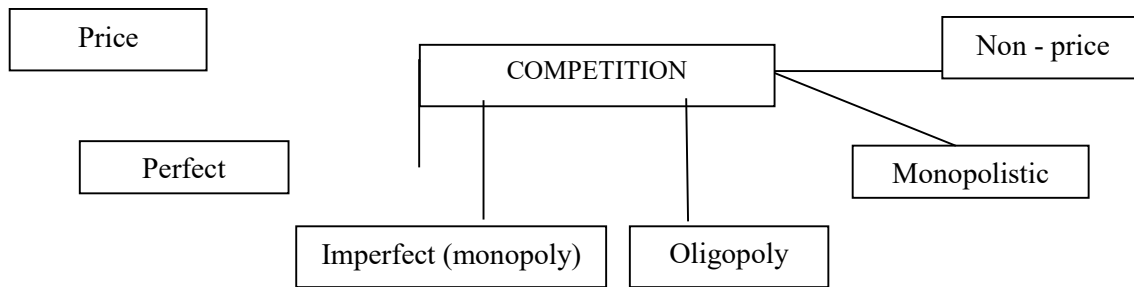 Price
Non - price
COMPETITION
Perfect
Monopolistic
Imperfect (monopoly)
Oligopoly